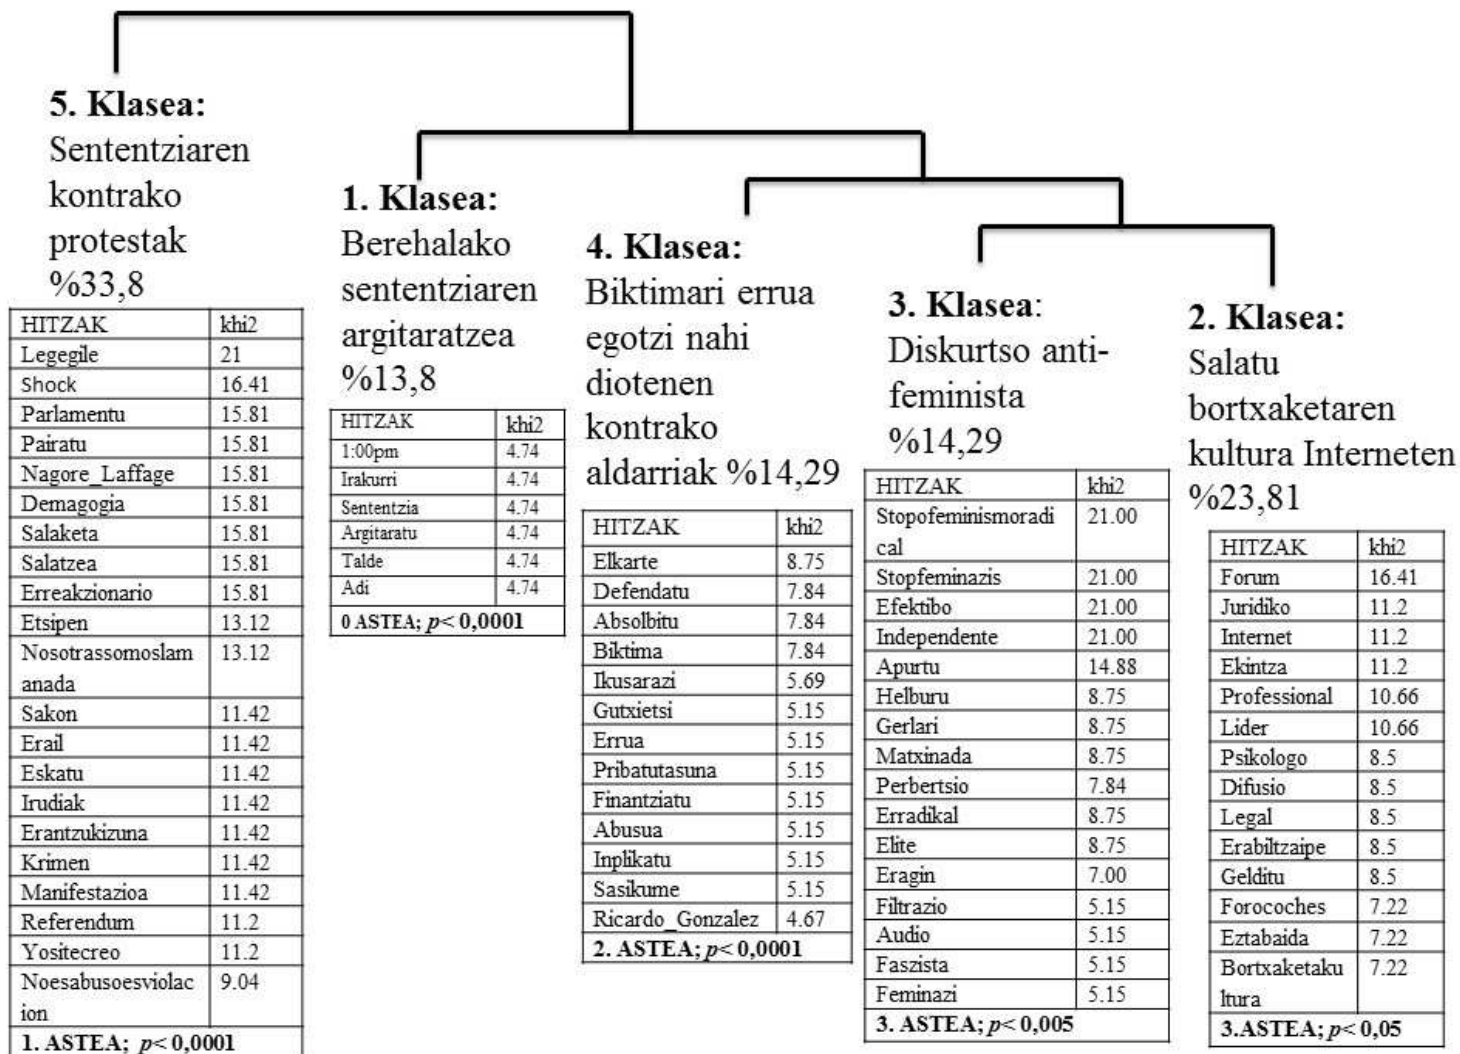 5. Klasea:
Sententziaren
kontrako
protestak
%33,8
HITZAK khi2
Legegile 21
Shock 16.41
Parlamentu 15.81
Pairatu 15.81
Nagore_Laffage 15.81
Demagogia 15.81
Salaketa 15.81
Salatzea 15.81
Erreakzionario 15.81
Etsipen 13.12
Nosotrassomoslam 13.12
anada
Sakon 11.42
Erail 11.42
Eskatu 11.42
Irudiak 11.42
Erantzukizuna 11.42
Krimen 11.42
Manifestazioa 11.42
Referendum 11.2
Yositecreo 11.2
Noesabusoesviolac 9.04
ion
1. ASTEA; p< 0,0001
1. Klasea:
Berehalako
sententziaren
argitaratzea
%13,8
HITZAK khi2
1:00pm 4.74
Irakurri 4.74
Sententzia 4.74
Argitaratu 4.74
Talde 4.74
Adi 4.74
0 ASTEA; p< 0,0001
4. Klasea:
Biktimari errua
egotzi nahi
diotenen
kontrako
aldarriak %14,29
HITZAK khi2
Elkarte 8.75
Defendatu 7.84
Absolbitu 7.84
Biktima 7.84
Ikusarazi 5.69
Gutxietsi 5.15
Errua 5.15
Pribatutasuna 5.15
Finantziatu 5.15
Abusua 5.15
Inplikatu 5.15
Sasikume 5.15
Ricardo_Gonzalez 4.67
2. ASTEA; p< 0,0001
3. Klasea:
Diskurtso anti-
feminista
%14,29
HITZAK khi2
Stopofeminismoradi 21.00
cal
Stopfeminazis 21.00
Efektibo 21.00
Independente 21.00
Apurtu 14.88
Helburu 8.75
Gerlari 8.75
Matxinada 8.75
Perbertsio 7.84
Erradikal 8.75
Elite 8.75
Eragin 7.00
Filtrazio 5.15
Audio 5.15
Faszista 5.15
Feminazi 5.15
3. ASTEA; p< 0,005
2. Klasea:
Salatu
bortxaketaren
kultura Interneten
%23,81
HITZAK khi2
Forum 16.41
Juridiko 11.2
Internet 11.2
Ekintza 11.2
Professional 10.66
Lider 10.66
Psikologo 8.5
Difusio 8.5
Legal 8.5
Erabiltzaipe 8.5
Gelditu 8.5
Forocoches 7.22
Eztabaida 7.22
Bortxaketaku 7.22
ltura
3.ASTEA; p< 0,05